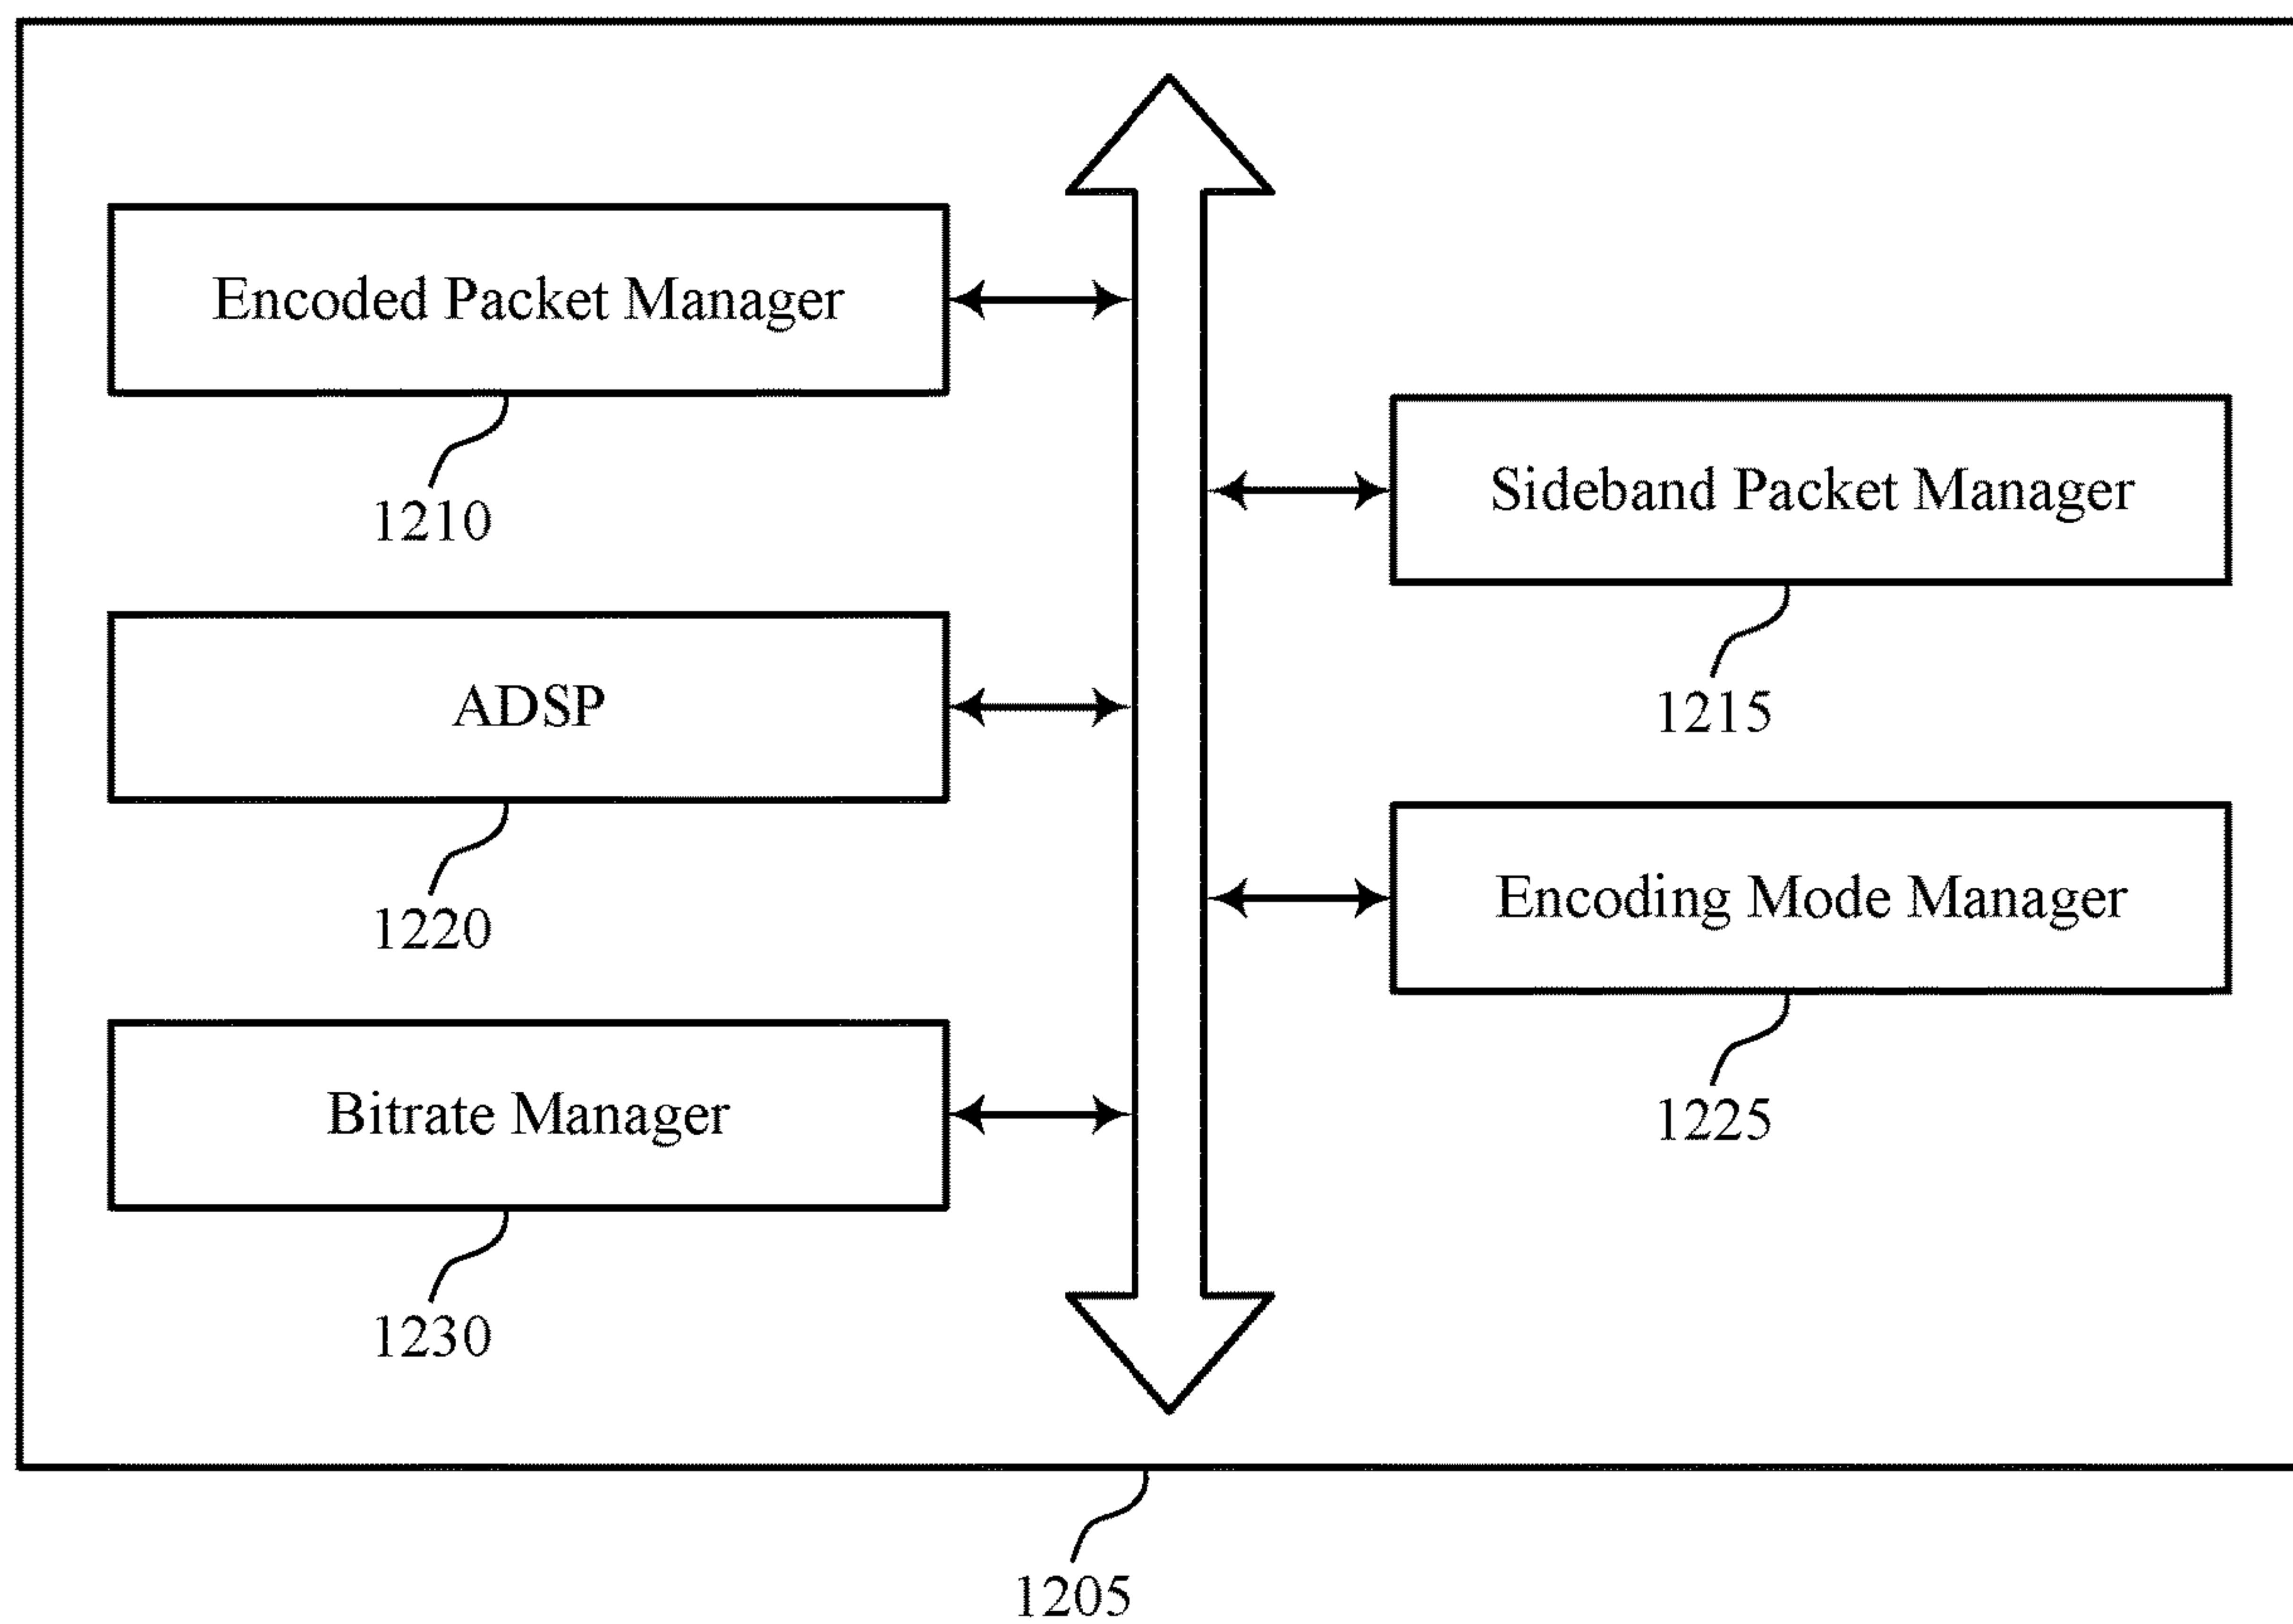 Encoded Packet Manager
1210
Sideband Packet Manager
1215
ADSP
1220
Encoding Mode Manager
1225
Bitrate Manager
1230
1205